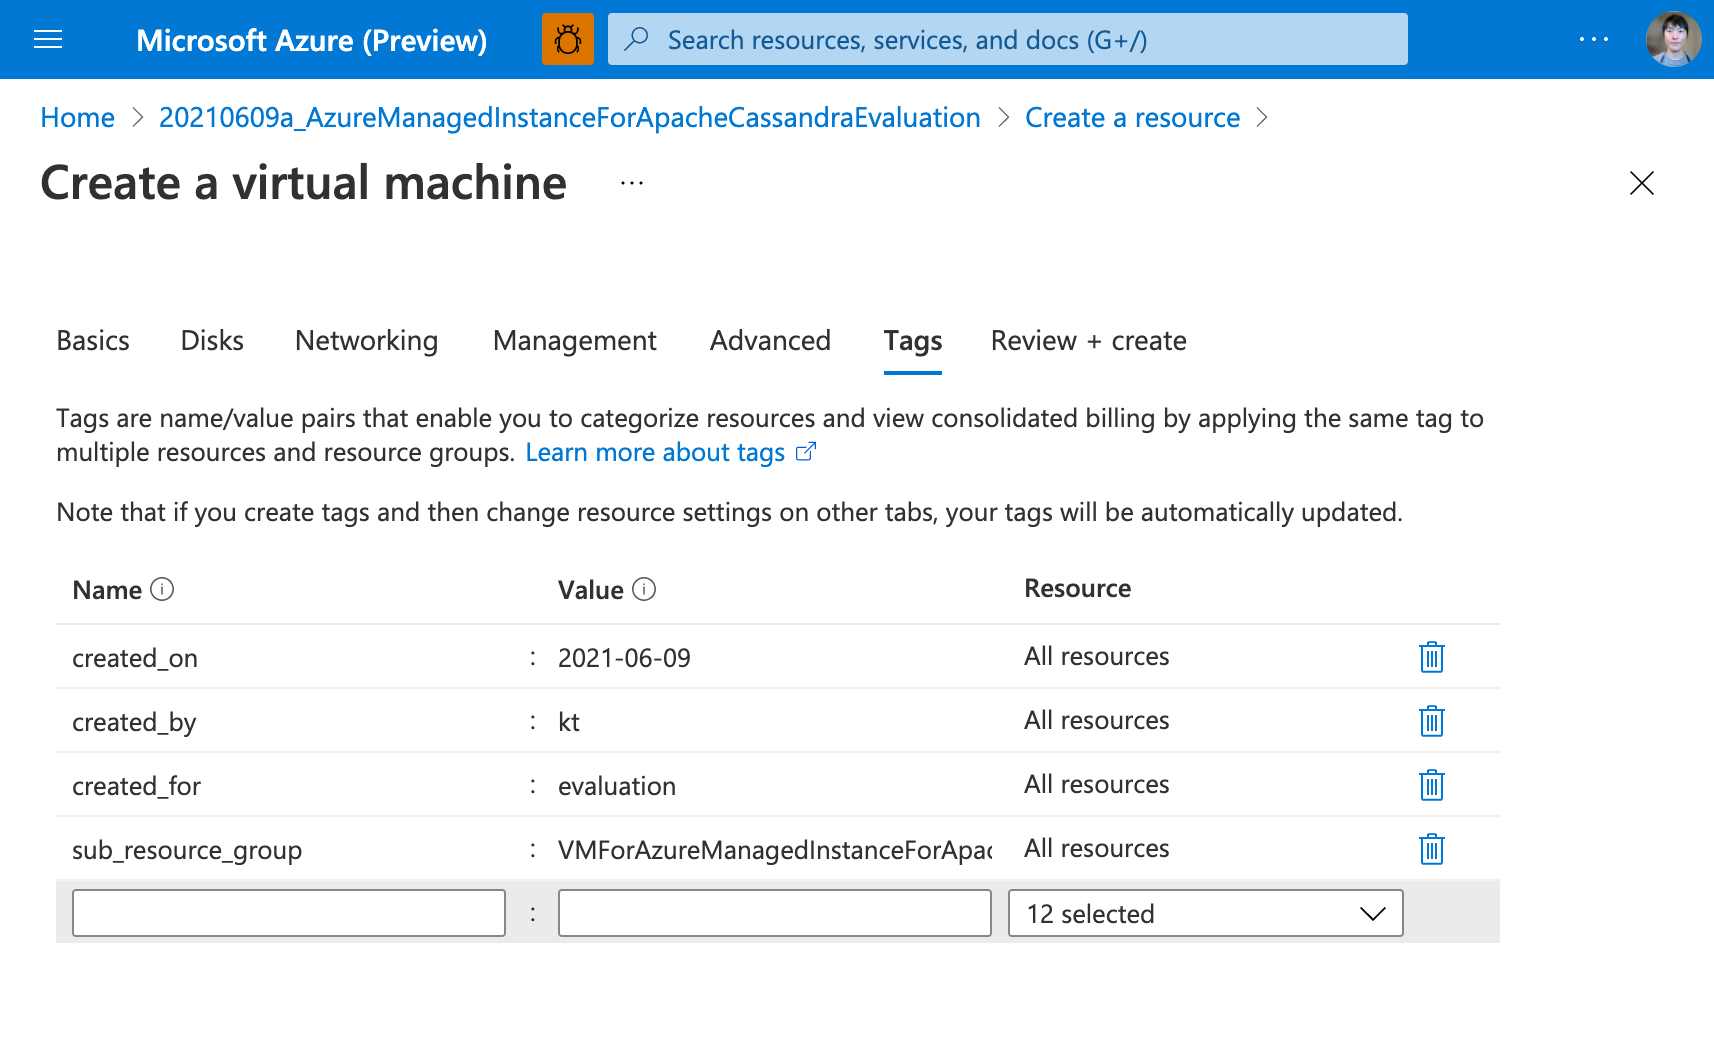 Microsoft Azure (Preview)
Search resources, services, and docs (G+/)
Home > 20210609a_AzureManagedInstanceForApacheCassandraEvaluation > Create a resource >
Create a virtual machine ...
Basics Disks Networking Management Advanced Tags Review + create
Tags are name/value pairs that enable you to categorize resources and view consolidated billing by applying the same tag to
multiple resources and resource groups. Learn more about tags
Note that if you create tags and then change resource settings on other tabs, your tags will be automatically updated.
Name Value Resource
created_on : 2021-06-09 All resources
created_by : kt All resources
created_for : evaluation All resources
sub_resource_group : VMForAzureManagedInstanceForApac All resources
: 12 selected